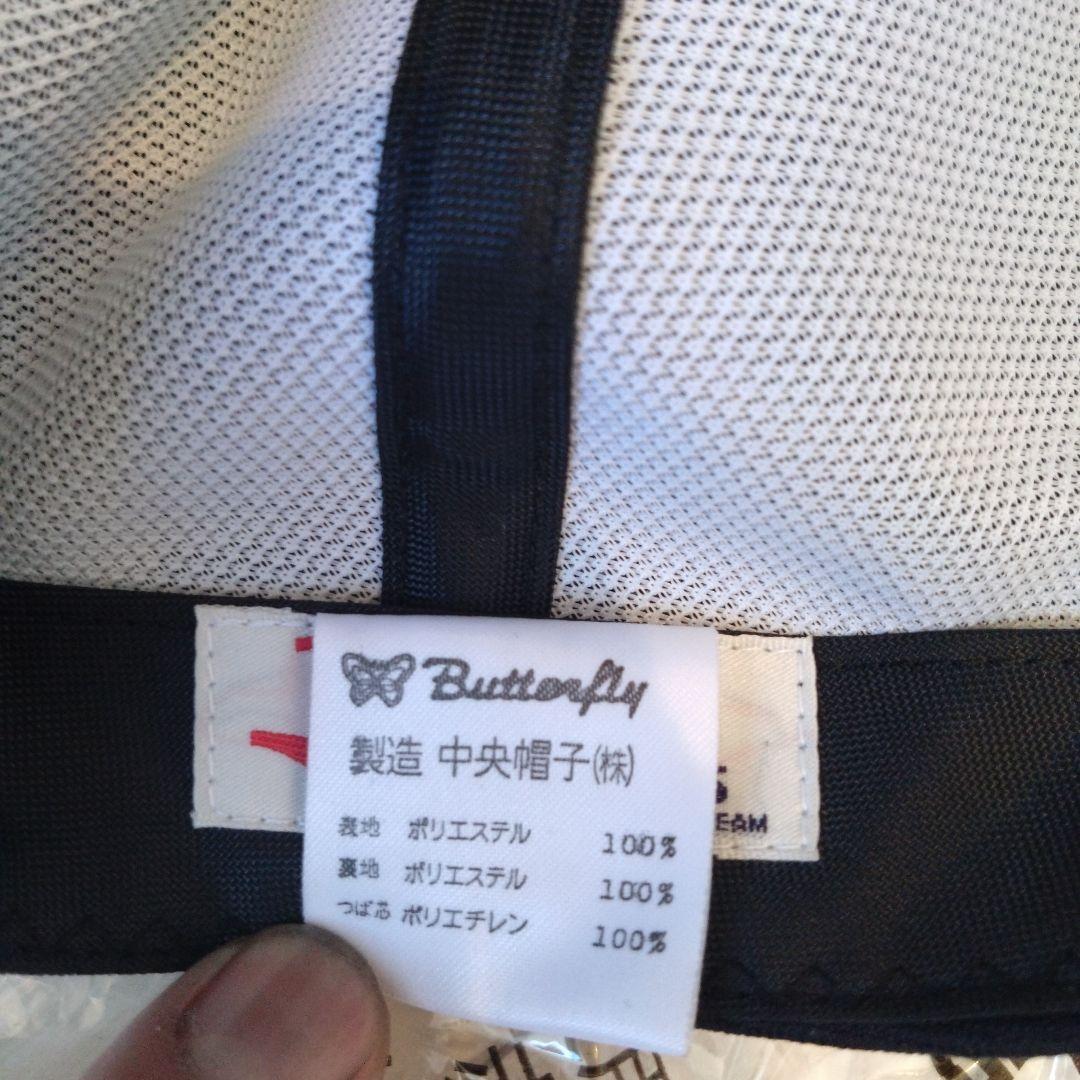 Butterfly
製造 中央帽子(株)
表地 ポリエステル 100%
裏地 ポリエステル 100%
つば芯 ポリエチレン 100%
EAM